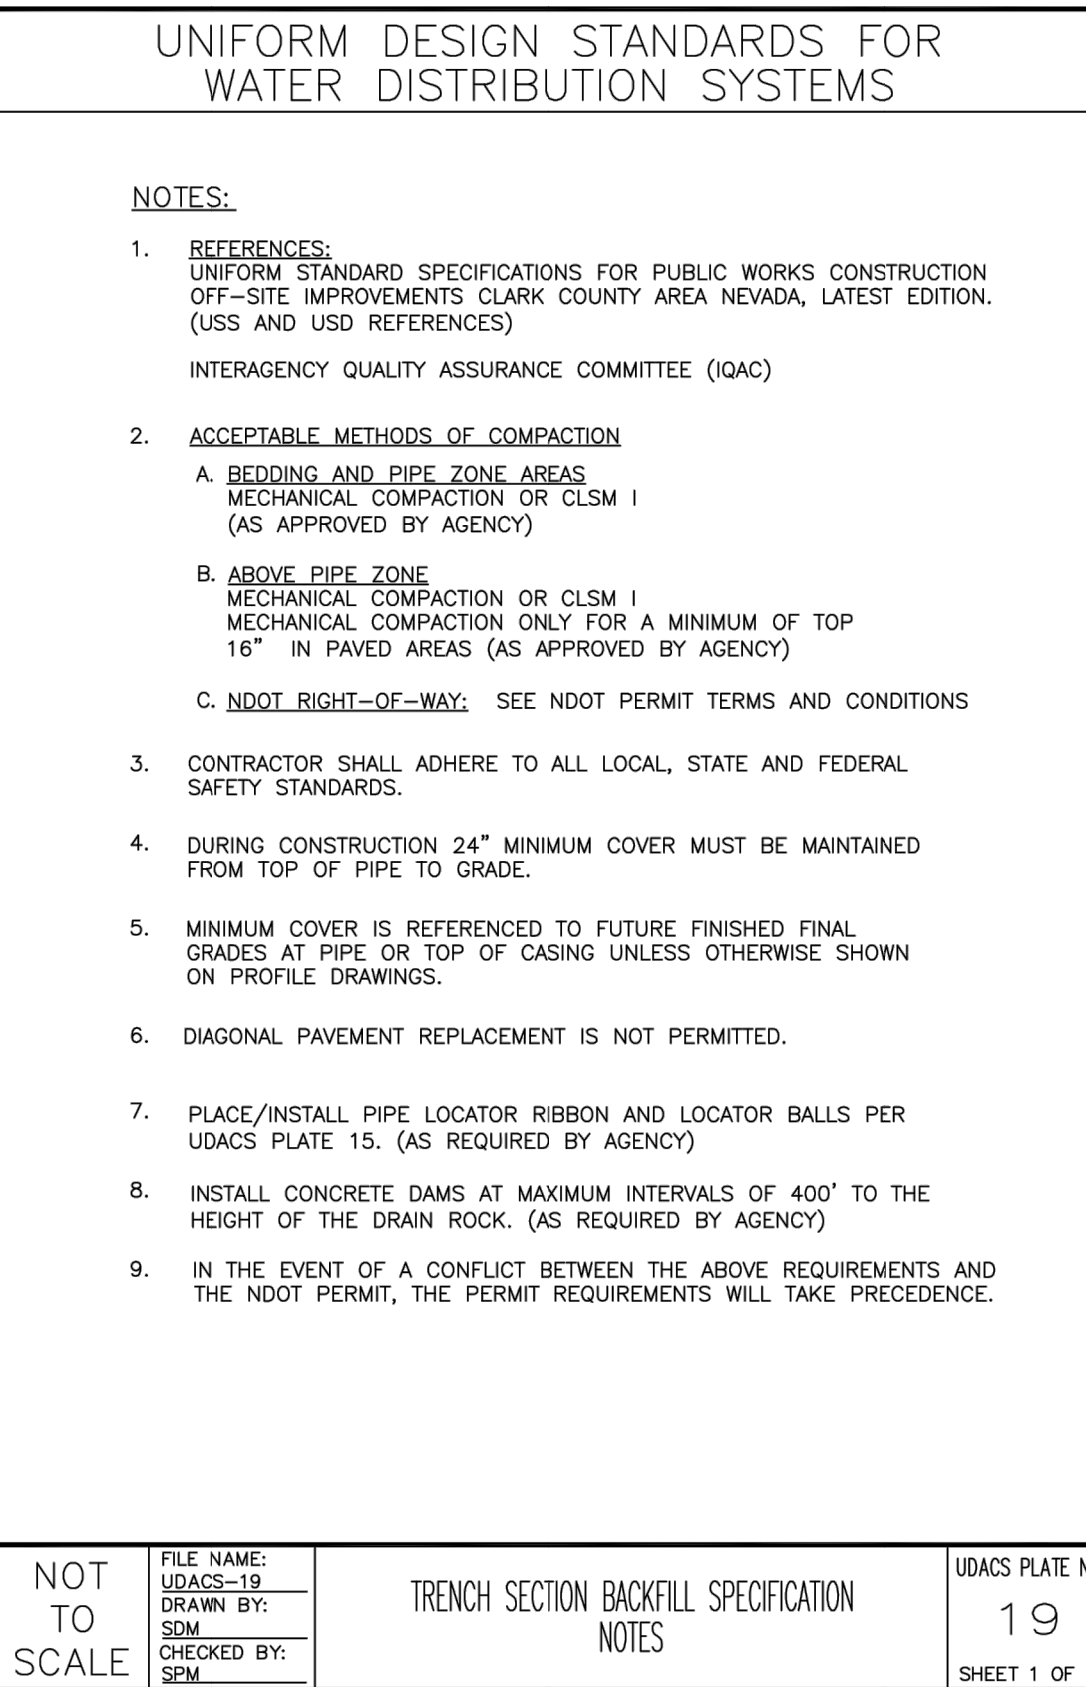 UNIFORM DESIGN STANDARDS FOR
WATER DISTRIBUTION SYSTEMS
NOTES:
1. REFERENCES:
UNIFORM STANDARD SPECIFICATIONS FOR PUBLIC WORKS CONSTRUCTION
OFF-SITE IMPROVEMENTS CLARK COUNTY AREA NEVADA, LATEST EDITION.
(USS AND USD REFERENCES)
INTERAGENCY QUALITY ASSURANCE COMMITTEE (IQAC)
2. ACCEPTABLE METHODS OF COMPACTION
A. BEDDING AND PIPE ZONE AREAS
MECHANICAL COMPACTION OR CLSM I
(AS APPROVED BY AGENCY)
B. ABOVE PIPE ZONE
MECHANICAL COMPACTION OR CLSM I
MECHANICAL COMPACTION ONLY FOR A MINIMUM OF TOP
16" IN PAVED AREAS (AS APPROVED BY AGENCY)
C. NDOT RIGHT-OF-WAY: SEE NDOT PERMIT TERMS AND CONDITIONS
3. CONTRACTOR SHALL ADHERE TO ALL LOCAL, STATE AND FEDERAL
SAFETY STANDARDS.
4. DURING CONSTRUCTION 24" MINIMUM COVER MUST BE MAINTAINED
FROM TOP OF PIPE TO GRADE.
5. MINIMUM COVER IS REFERENCED TO FUTURE FINISHED FINAL
GRADES AT PIPE OR TOP OF CASING UNLESS OTHERWISE SHOWN
ON PROFILE DRAWINGS.
6. DIAGONAL PAVEMENT REPLACEMENT IS NOT PERMITTED.
7. PLACE/INSTALL PIPE LOCATOR RIBBON AND LOCATOR BALLS PER
UDACS PLATE 15. (AS REQUIRED BY AGENCY)
8. INSTALL CONCRETE DAMS AT MAXIMUM INTERVALS OF 400' TO THE
HEIGHT OF THE DRAIN ROCK. (AS REQUIRED BY AGENCY)
9. IN THE EVENT OF A CONFLICT BETWEEN THE ABOVE REQUIREMENTS AND
THE NDOT PERMIT, THE PERMIT REQUIREMENTS WILL TAKE PRECEDENCE.
NOT
TO
SCALE
FILE NAME:
UDACS-19
DRAWN BY:
SDM
CHECKED BY:
SPM
TRENCH SECTION BACKFILL SPECIFICATION
NOTES
UDACS PLATE
19
SHEET 1 OF